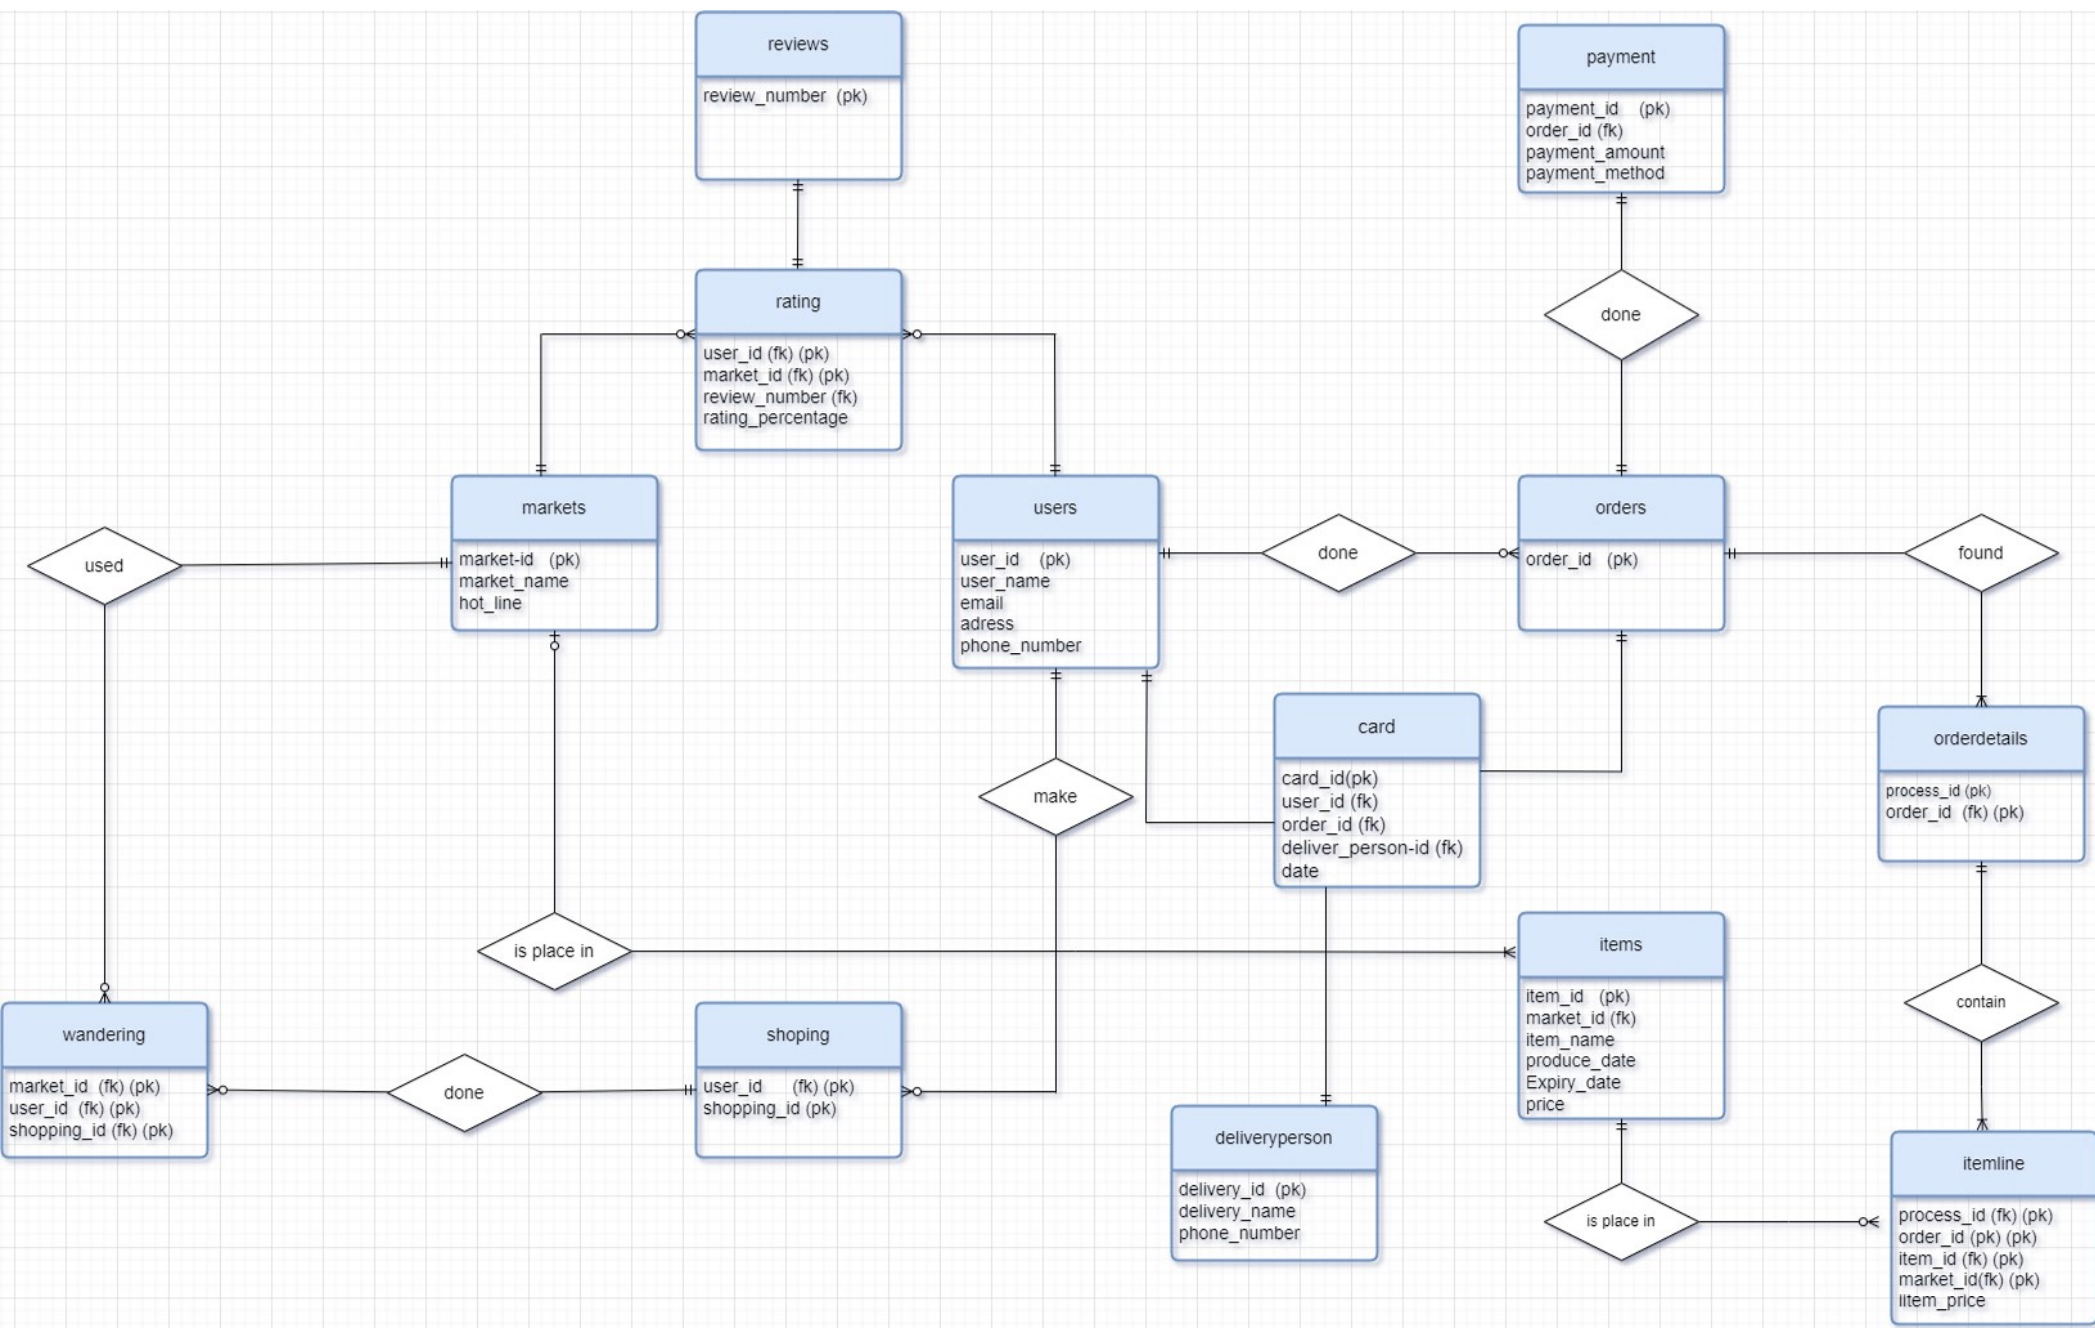 reviews
review_number (pk)
payment
payment_id (pk)
order_id (fk)
payment_amount
payment_method
rating
user_id (fk) (pk)
market_id (fk) (pk)
review_number (fk)
rating_percentage
done
used
markets
market-id (pk)
market_name
hot_line
users
user_id (pk)
user_name
email
adress
phone_number
done
orders
order_id (pk)
found
make
card
card_id(pk)
user_id (fk)
order_id (fk)
deliver_person-id (fk)
date
orderdetails
process_id (pk)
order_id (fk) (pk)
is place in
items
item_id (pk)
market_id (fk)
item_name
produce_date
Expiry_date
price
contain
wandering
market_id (fk) (pk)
user_id (fk) (pk)
shopping_id (fk) (pk)
done
shoping
user_id (fk) (pk)
shopping_id (pk)
deliveryperson
delivery_id (pk)
delivery_name
phone_number
is place in
itemline
process_id (fk) (pk)
order_id (pk) (pk)
item_id (fk) (pk)
market_id(fk) (pk)
iitem_price